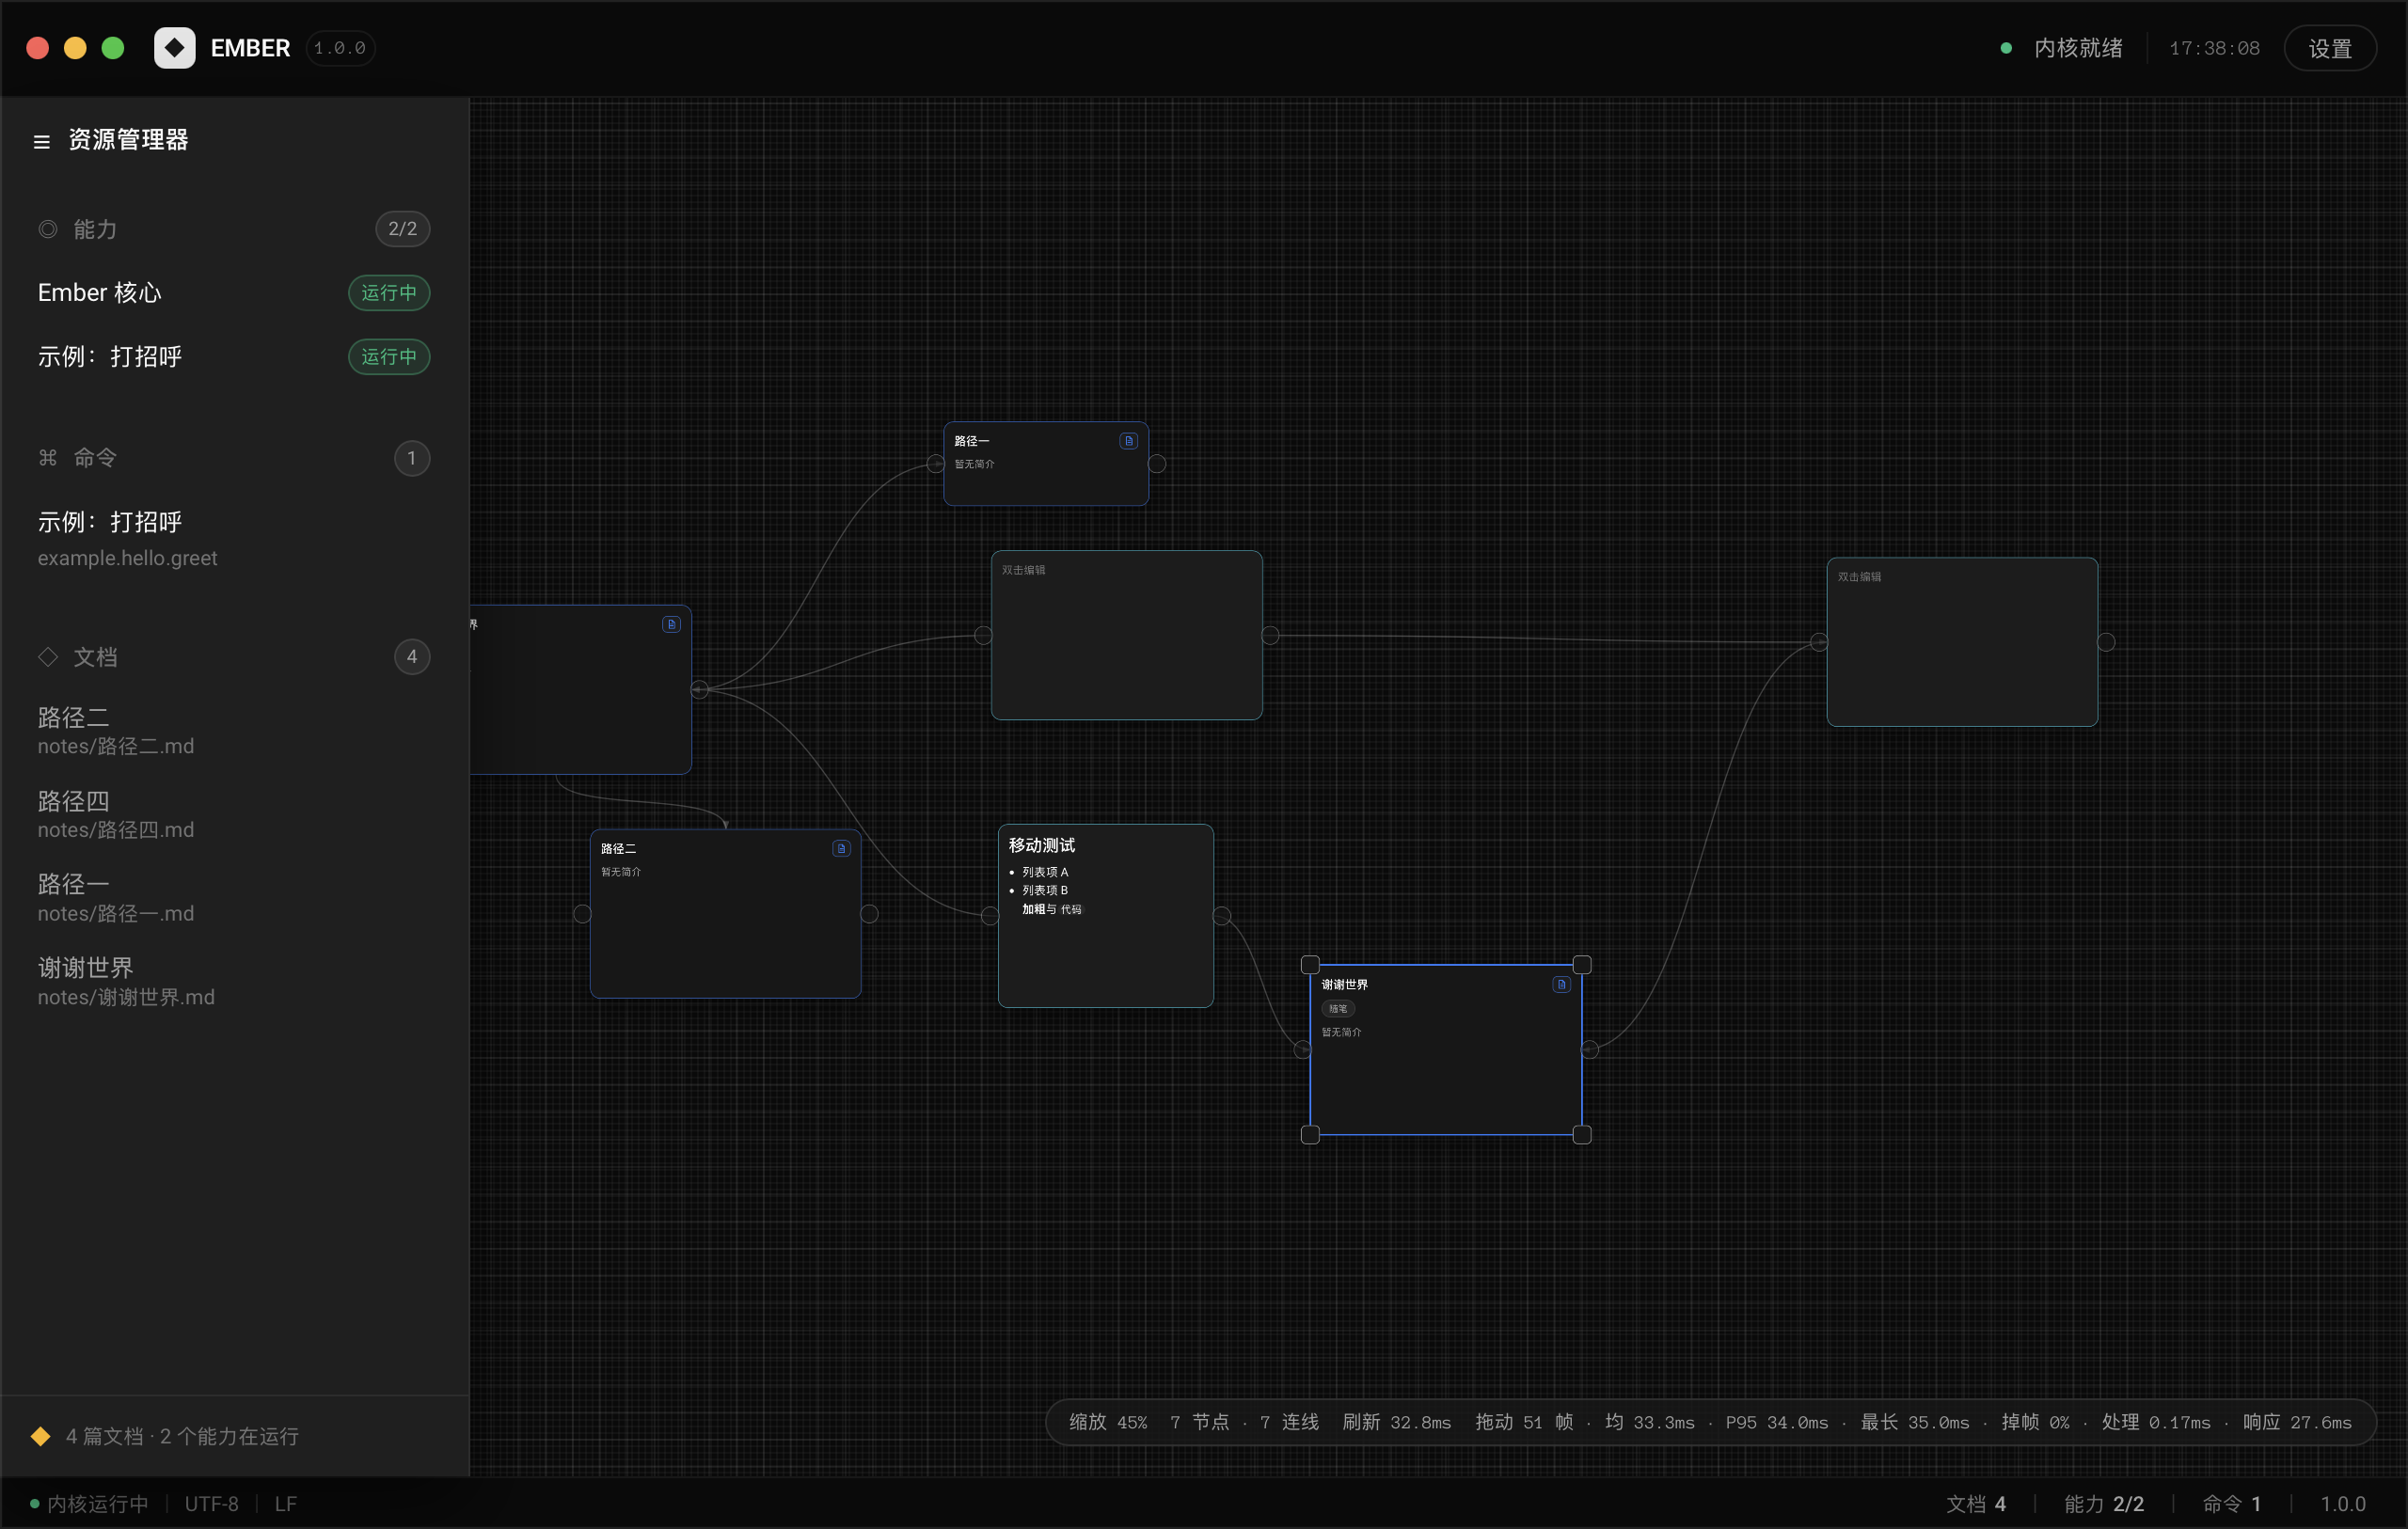 EMBER 1.0.0
内核就绪 17:38:08 设置
资源管理器
能力 2/2
Ember 核心 运行中
示例：打招呼 运行中
命令 1
示例：打招呼
example.hello.greet
文档 4
路径二
notes/路径二.md
路径四
notes/路径四.md
路径一
notes/路径一.md
谢谢世界
notes/谢谢世界.md
4 篇文档 · 2 个能力在运行
路径一
暂无简介
双击编辑
双击编辑
界
路径二
暂无简介
移动测试
• 列表项 A
• 列表项 B
加粗与 代码
谢谢世界
随笔
暂无简介
缩放 45% 7 节点 · 7 连线 刷新 32.8ms 拖动 51 帧 · 均 33.3ms · P95 34.0ms · 最长 35.0ms · 掉帧 0% · 处理 0.17ms · 响应 27.6ms
内核运行中 UTF-8 LF
文档 4 能力 2/2 命令 1 1.0.0